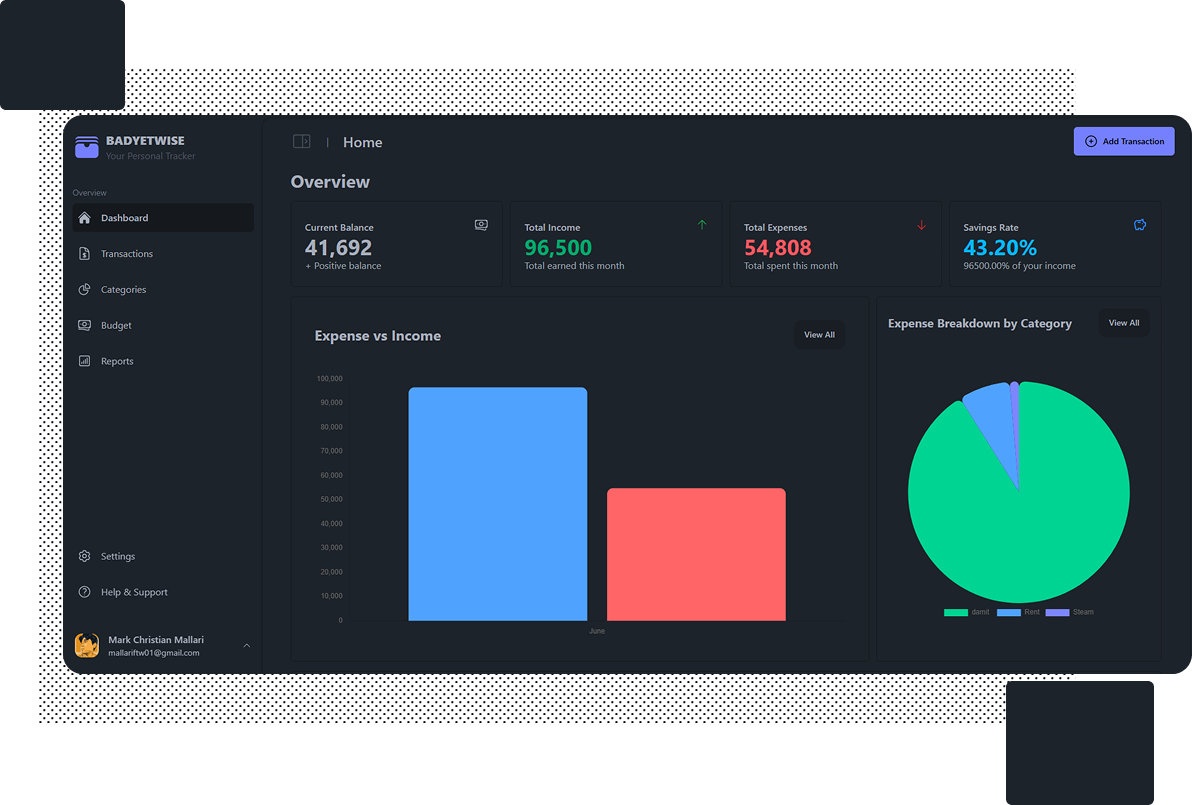 BADYETWISE
Your Personal Tracker
Overview
Dashboard
Transactions
Categories
Budget
Reports
Settings
Help & Support
Mark Christian Mallari
mallariftw01@gmail.com
| Home
Add Transaction
Overview
Current Balance
41,692
+ Positive balance
Total Income
96,500
Total earned this month
Total Expenses
54,808
Total spent this month
Savings Rate
43.20%
96500.00% of your income
Expense vs Income
View All
100,000
90,000
80,000
70,000
60,000
50,000
40,000
30,000
20,000
10,000
0
June
Expense Breakdown by Category
View All
damit
Rent
Steam